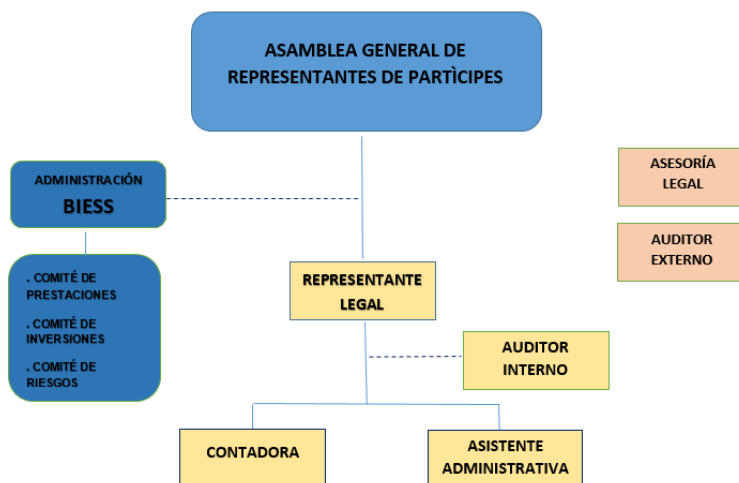 ASAMBLEA GENERAL DE
REPRESENTANTES DE PARTÌCIPES
ADMINISTRACIÓN
BIESS
ASESORÍA
LEGAL
AUDITOR
EXTERNO
. COMITÉ DE
PRESTACIONES
. COMITÉ DE
INVERSIONES
. COMITÉ DE
RIESGOS
REPRESENTANTE
LEGAL
AUDITOR
INTERNO
CONTADORA
ASISTENTE
ADMINISTRATIVA